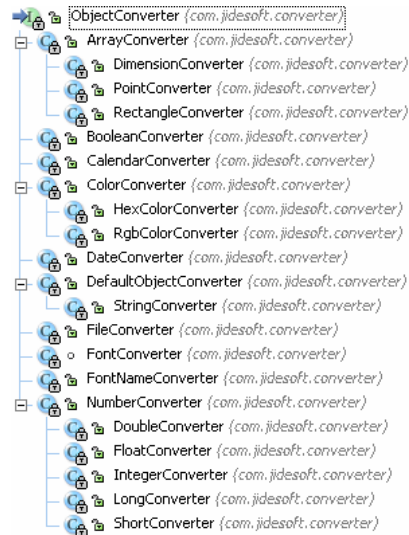 ObjectConverter (com.jidesoft.converter)
ArrayConverter (com.jidesoft.converter)
DimensionConverter (com.jidesoft.converter)
PointConverter (com.jidesoft.converter)
RectangleConverter (com.jidesoft.converter)
BooleanConverter (com.jidesoft.converter)
CalendarConverter (com.jidesoft.converter)
ColorConverter (com.jidesoft.converter)
HexColorConverter (com.jidesoft.converter)
RgbColorConverter (com.jidesoft.converter)
DateConverter (com.jidesoft.converter)
DefaultObjectConverter (com.jidesoft.converter)
StringConverter (com.jidesoft.converter)
FileConverter (com.jidesoft.converter)
FontConverter (com.jidesoft.converter)
FontNameConverter (com.jidesoft.converter)
NumberConverter (com.jidesoft.converter)
DoubleConverter (com.jidesoft.converter)
FloatConverter (com.jidesoft.converter)
IntegerConverter (com.jidesoft.converter)
LongConverter (com.jidesoft.converter)
ShortConverter (com.jidesoft.converter)